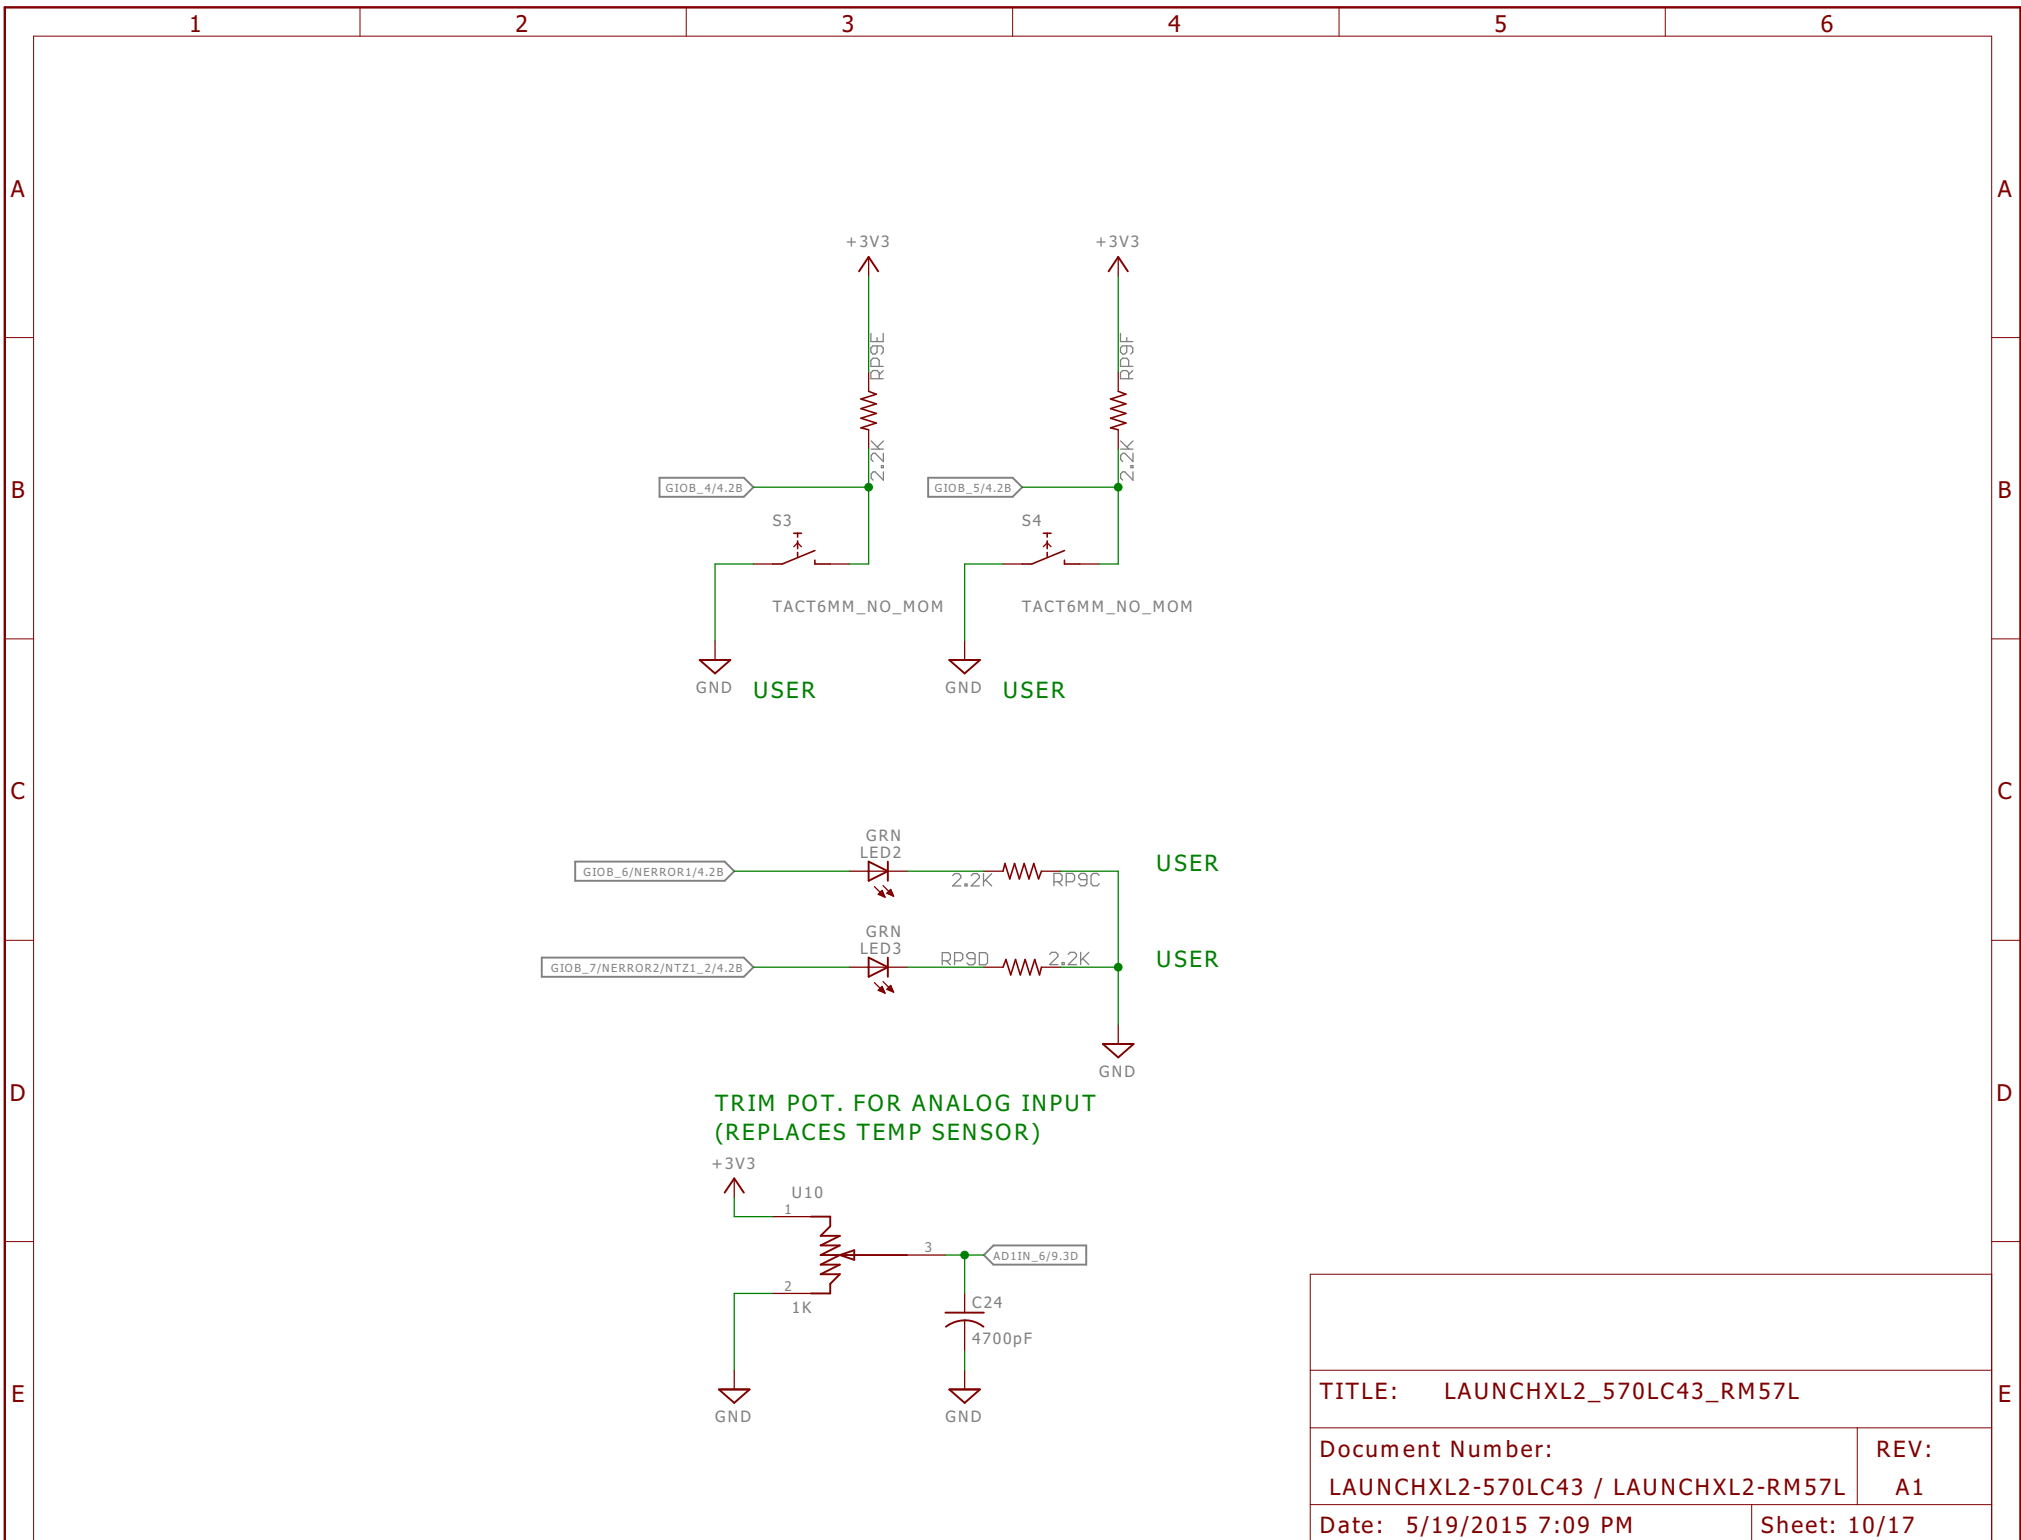 1 2 3 4 5 6
A A
+3V3 +3V3
RP9E RP9F
2.2K 2.2K
B GIOB_4/4.2B GIOB_5/4.2B B
S3 S4
TACT6MM_NO_MOM TACT6MM_NO_MOM
GND USER GND USER
C C
GRN
LED2
GIOB_6/NERROR1/4.2B 2.2K RP9C USER
GRN
LED3
GIOB_7/NERROR2/NTZ1_2/4.2B RP9D 2.2K USER
GND
D D
TRIM POT. FOR ANALOG INPUT
(REPLACES TEMP SENSOR)
+3V3
U10
1
3 AD1IN_6/9.3D
2
1K
C24
4700pF
GND GND
E E
TITLE: LAUNCHXL2_570LC43_RM57L
Document Number: REV:
LAUNCHXL2-570LC43 / LAUNCHXL2-RM57L A1
Date: 5/19/2015 7:09 PM Sheet: 10/17